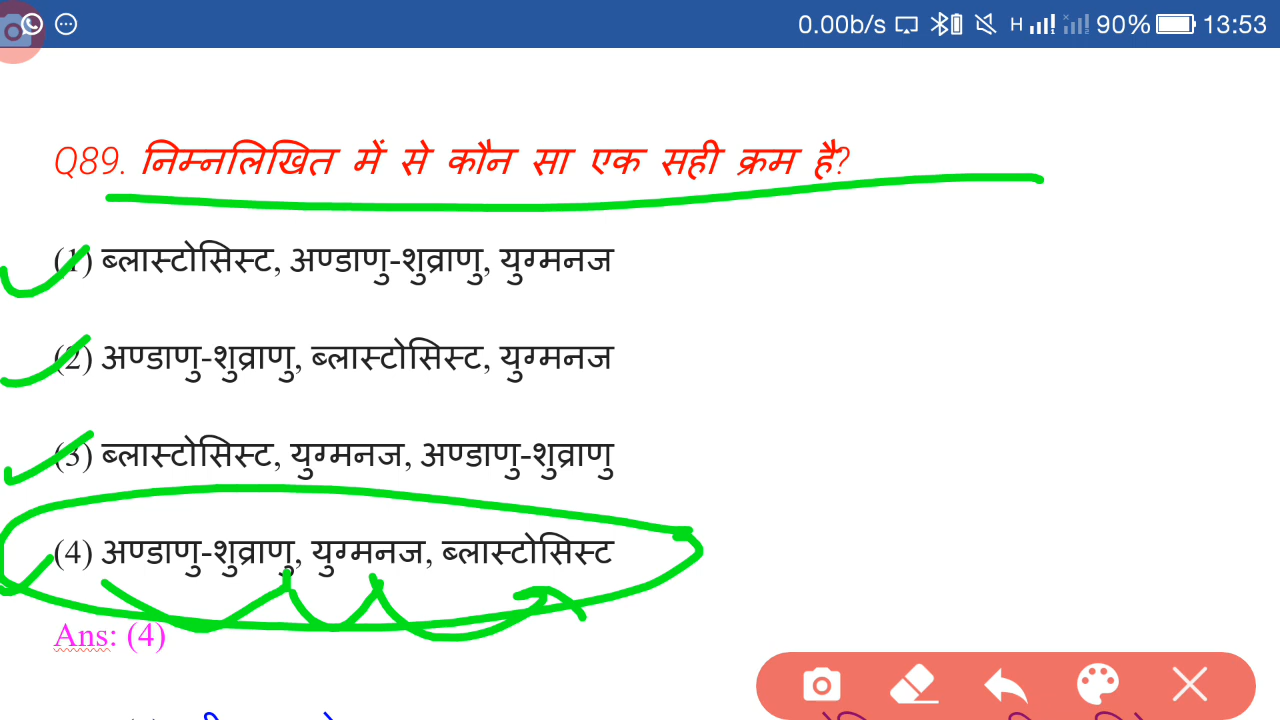 0.00b/s H 90% 13:53
Q89. निम्नलिखित में से कौन सा एक सही क्रम है?
(1) ब्लास्टोसिस्ट, अण्डाणु-शुव्राणु, युग्मनज
(2) अण्डाणु-शुव्राणु, ब्लास्टोसिस्ट, युग्मनज
(3) ब्लास्टोसिस्ट, युग्मनज, अण्डाणु-शुव्राणु
(4) अण्डाणु-शुव्राणु, युग्मनज, ब्लास्टोसिस्ट
Ans: (4)